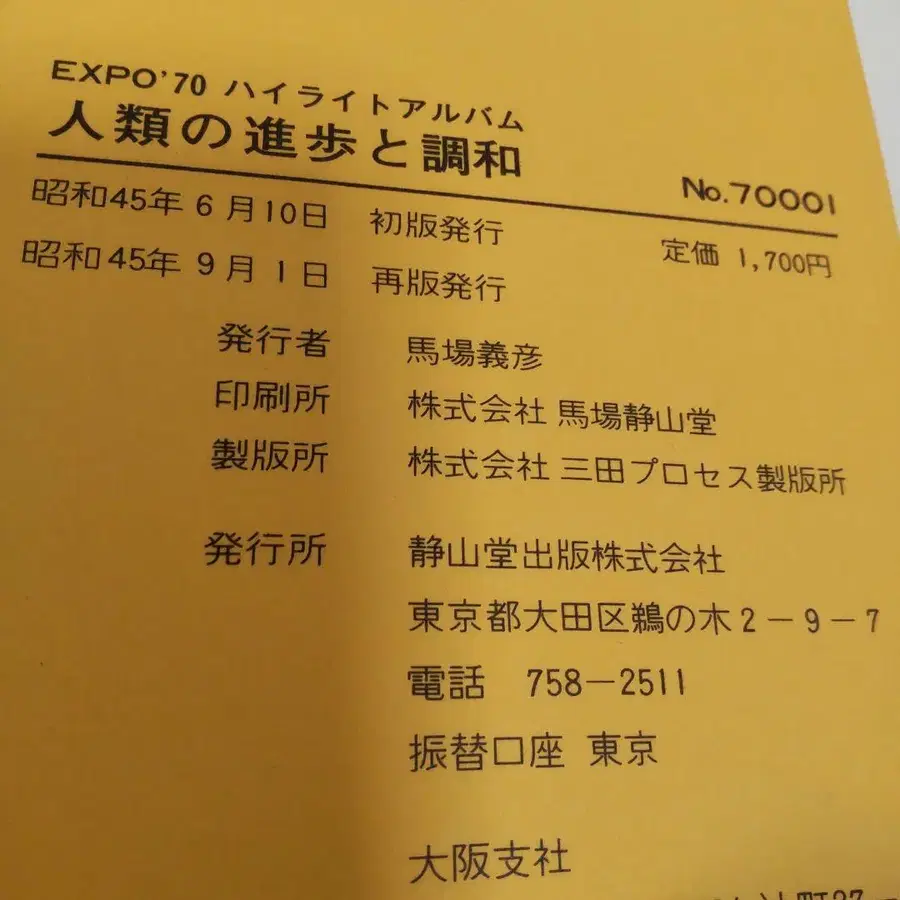 EXPO'70 ハイライトアルバム
人類の進歩と調和
No.70001
昭和45年6月10日 初版発行
定価 1,700円
昭和45年9月1日 再版発行
発行者 馬場義彦
印刷所 株式会社 馬場静山堂
製版所 株式会社 三田プロセス製版所
発行所 静山堂出版株式会社
東京都大田区鵜の木2-9-7
電話 758-2511
振替口座 東京
大阪支社